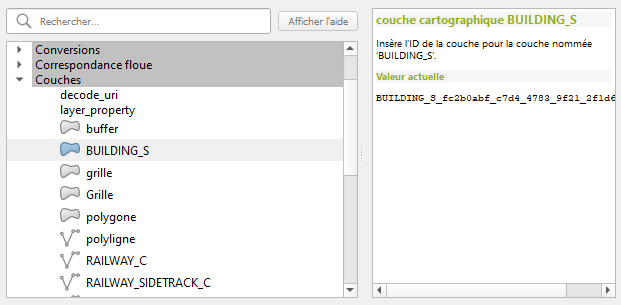 Rechercher...
Afficher l'aide
Conversions
Correspondance floue
Couches
decode_uri
layer_property
buffer
BUILDING_S
grille
Grille
polygone
polyligne
RAILWAY_C
RAILWAY_SIDETRACK_C
couche cartographique BUILDING_S
Insère l'ID de la couche pour la couche nommée
'BUILDING_S'.
Valeur actuelle
BUILDING_S_fc2b0abf_c7d4_4783_9f21_2f1d6